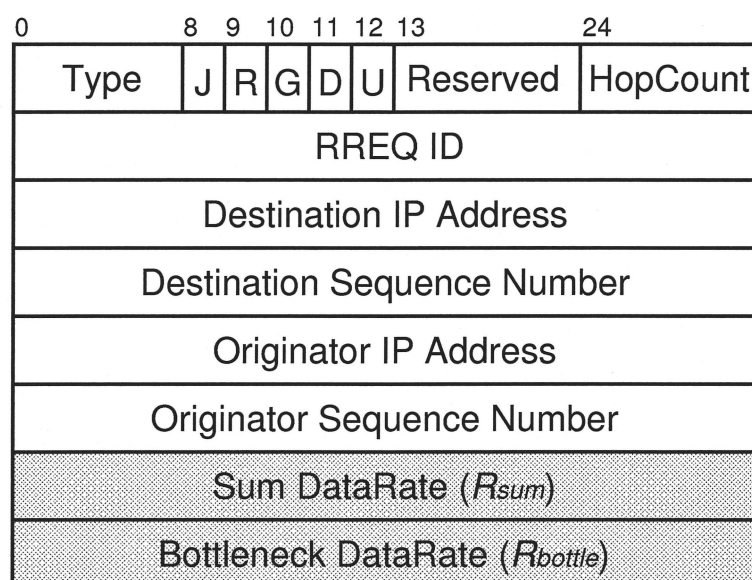 0 8 9 10 11 12 13 24
Type J R G D U Reserved HopCount
RREQ ID
Destination IP Address
Destination Sequence Number
Originator IP Address
Originator Sequence Number
Sum DataRate (Rsum)
Bottleneck DataRate (Rbottle)